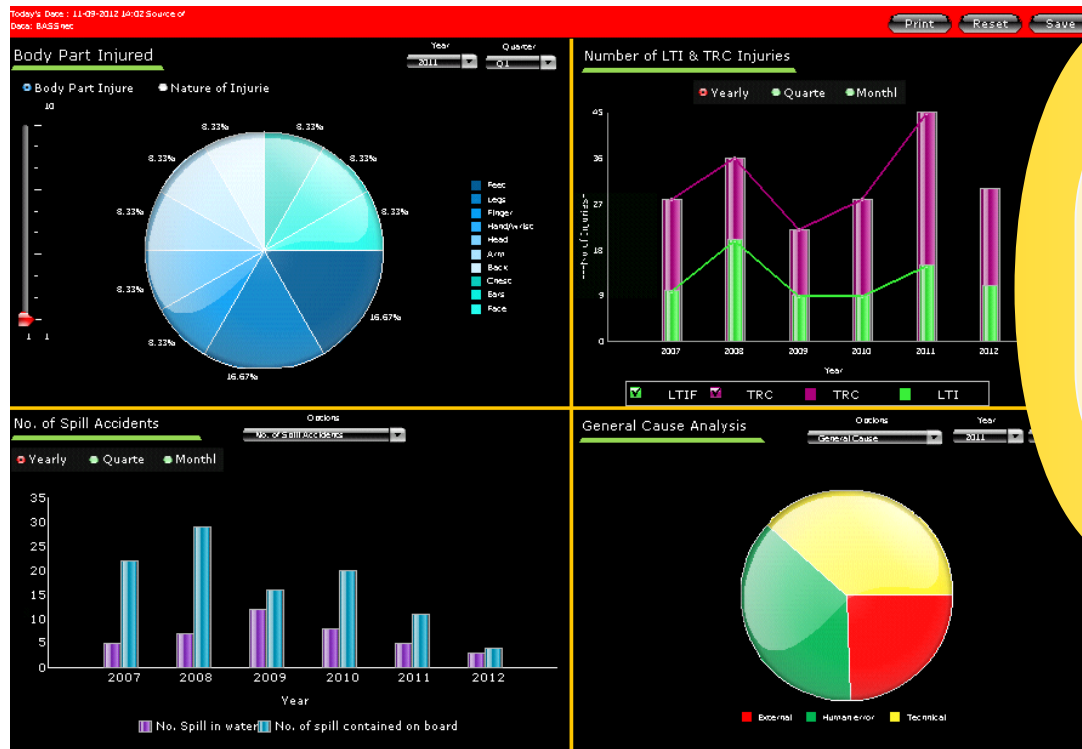 Today's Date : 11-09-2012 14:02 Source of
Data: BASSnet
Print
Reset
Save
Body Part Injured
Year
Quarter
2011
Q1
Body Part Injure
Nature of Injurie
10
1
1
8.33%
8.33%
8.33%
8.33%
8.33%
8.33%
8.33%
8.33%
16.67%
16.67%
Feet
Legs
Finger
Hand/wrist
Head
Arm
Back
Chest
Ears
Face
Number of LTI & TRC Injuries
Yearly
Quarte
Monthl
45
36
27
18
9
0
of Injuries
2007
2008
2009
2010
2011
2012
Year
LTIF
TRC
TRC
LTI
No. of Spill Accidents
Options
No. of Spill Accidents
Yearly
Quarte
Monthl
35
30
25
20
15
10
5
0
2007
2008
2009
2010
2011
2012
Year
No. Spill in water
No. of spill contained on board
General Cause Analysis
Options
Year
General Cause
2011
External
Human error
Technical